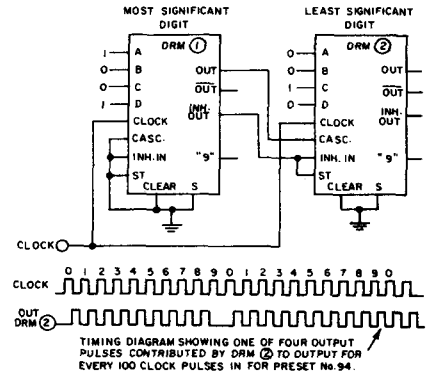 MOST SIGNIFICANT DIGIT
LEAST SIGNIFICANT DIGIT
DRM 1
1 A
0 B
0 C
1 D
CLOCK
CASC.
INH. IN
ST
CLEAR S
OUT
OUT
INH. OUT
"9"
DRM 2
0 A
0 B
1 C
0 D
CLOCK
CASC.
INH. IN
ST
CLEAR S
OUT
OUT
INH. OUT
"9"
CLOCK
0 1 2 3 4 5 6 7 8 9 0 1 2 3 4 5 6 7 8 9 0
CLOCK
OUT DRM 2
TIMING DIAGRAM SHOWING ONE OF FOUR OUTPUT
PULSES CONTRIBUTED BY DRM 2 TO OUTPUT FOR
EVERY 100 CLOCK PULSES IN FOR PRESET No. 94.